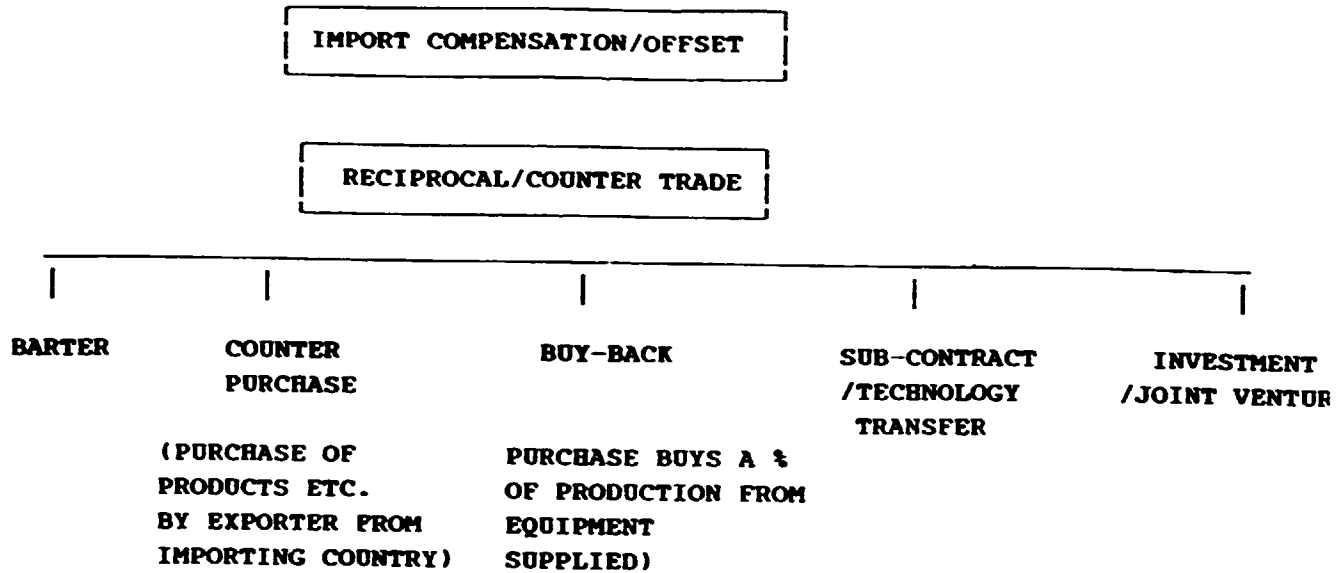 IMPORT COMPENSATION/OFFSET
RECIPROCAL/COUNTER TRADE
BARTER
COUNTER
PURCHASE
(PURCHASE OF
PRODUCTS ETC.
BY EXPORTER FROM
IMPORTING COUNTRY)
BUY-BACK
PURCHASE BUYS A %
OF PRODUCTION FROM
EQUIPMENT
SUPPLIED)
SUB-CONTRACT
/TECHNOLOGY
TRANSFER
INVESTMENT
/JOINT VENTUR